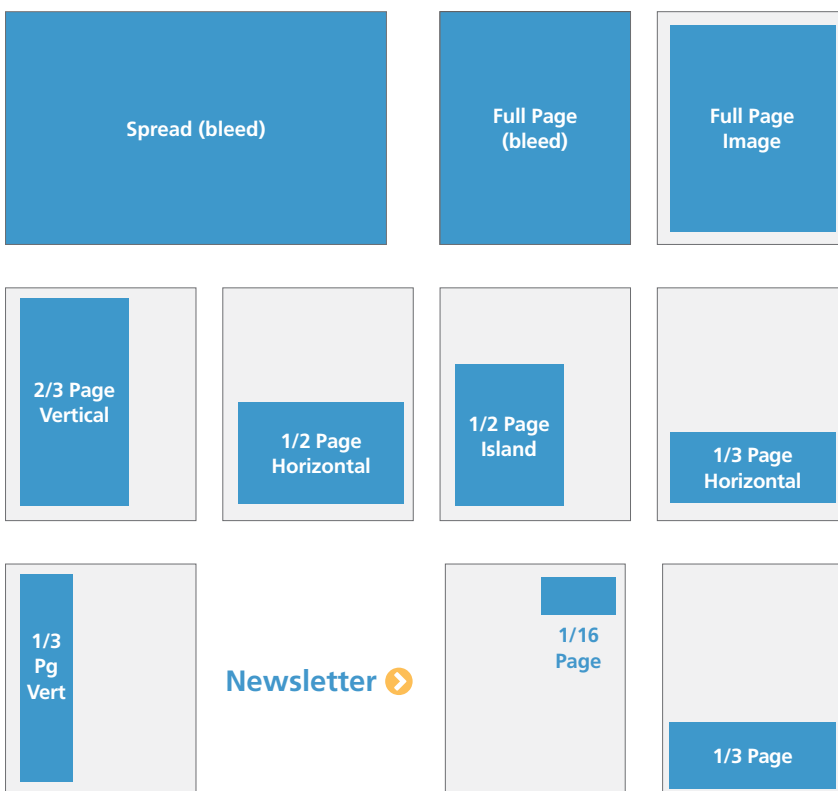 Spread (bleed)
Full Page
(bleed)
Full Page
Image
2/3 Page
Vertical
1/2 Page
Horizontal
1/2 Page
Island
1/3 Page
Horizontal
1/3
Pg
Vert
Newsletter
1/16
Page
1/3 Page